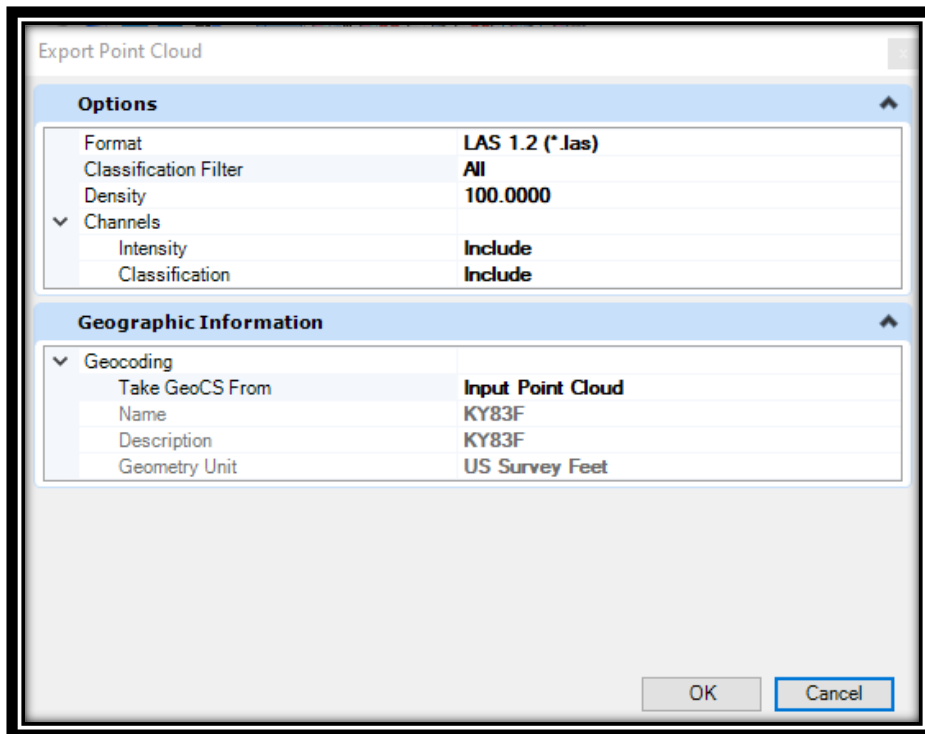 Export Point Cloud
Options
Format LAS 1.2 (*.las)
Classification Filter All
Density 100.0000
Channels
Intensity Include
Classification Include
Geographic Information
Geocoding
Take GeoCS From Input Point Cloud
Name KY83F
Description KY83F
Geometry Unit US Survey Feet
OK Cancel